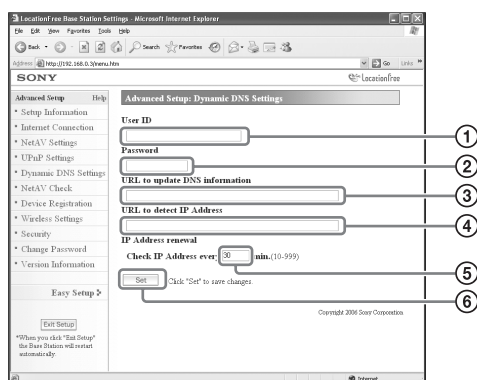 LocationFree Base Station Settings - Microsoft Internet Explorer
File Edit View Favorites Tools Help
Back Search Favorites
Address http://192.168.0.3/menu.htm Go Links »
SONY LocationFree
Advanced Setup Help
• Setup Information
• Internet Connection
• NetAV Settings
• UPnP Settings
• Dynamic DNS Settings
• NetAV Check
• Device Registration
• Wireless Settings
• Security
• Change Password
• Version Information
Easy Setup
Exit Setup
*When you click "Exit Setup"
the Base Station will restart
automatically.
Advanced Setup: Dynamic DNS Settings
User ID
1
Password
2
URL to update DNS information
3
URL to detect IP Address
4
IP Address renewal
Check IP Address every 30 min.(10-999)
5
Set Click "Set" to save changes
6
Copyright 2006 Sony Corporation
Internet